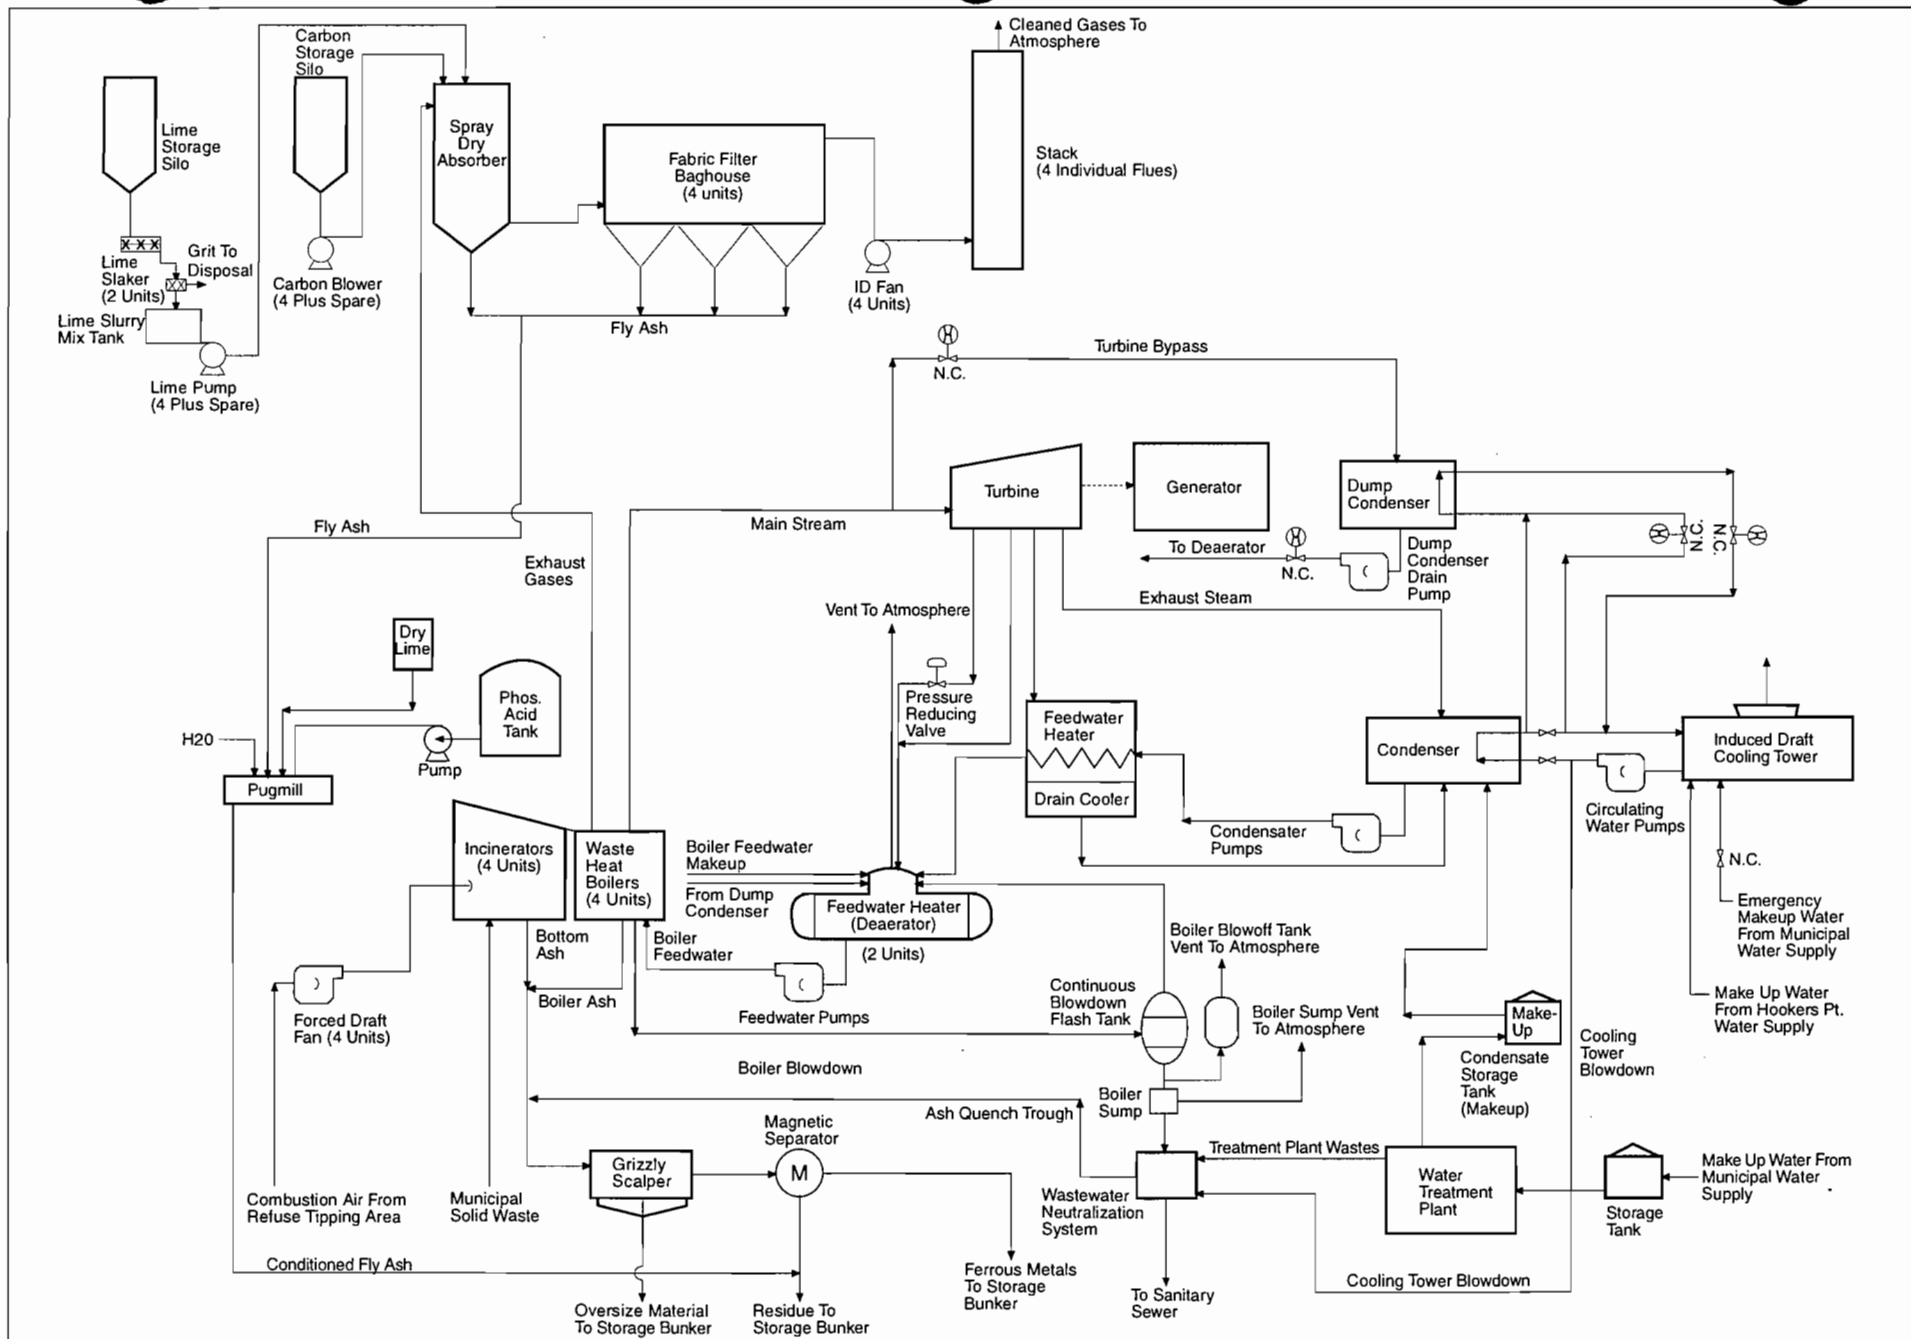 Cleaned Gases To
Atmosphere
Carbon
Storage
Silo
Lime
Storage
Silo
Spray
Dry
Absorber
Fabric Filter
Baghouse
(4 units)
Stack
(4 Individual Flues)
Lime
Slaker
(2 Units)
Grit To
Disposal
Carbon Blower
(4 Plus Spare)
ID Fan
(4 Units)
Lime Slurry
Mix Tank
Fly Ash
Lime Pump
(4 Plus Spare)
Turbine Bypass
N.C.
Turbine
Generator
Dump
Condenser
Main Stream
Fly Ash
Exhaust
Gases
To Deaerator
N.C.
Dump
Condenser
Drain
Pump
N.C.
N.C.
Exhaust Steam
Vent To Atmosphere
Dry
Lime
Phos.
Acid
Tank
Pump
H20
Pugmill
Pressure
Reducing
Valve
Feedwater
Heater
Drain Cooler
Condenser
Induced Draft
Cooling Tower
Condensater
Pumps
Circulating
Water Pumps
N.C.
Emergency
Makeup Water
From Municipal
Water Supply
Incinerators
(4 Units)
Waste
Heat
Boilers
(4 Units)
Boiler Feedwater
Makeup
From Dump
Condenser
Feedwater Heater
(Deaerator)
(2 Units)
Bottom
Ash
Boiler
Feedwater
Boiler Ash
Feedwater Pumps
Forced Draft
Fan (4 Units)
Boiler Blowoff Tank
Vent To Atmosphere
Continuous
Blowdown
Flash Tank
Boiler Sump Vent
To Atmosphere
Make-
Up
Condensate
Storage
Tank
(Makeup)
Make Up Water
From Hookers Pt.
Water Supply
Cooling
Tower
Blowdown
Boiler Blowdown
Boiler
Sump
Ash Quench Trough
Magnetic
Separator
M
Grizzly
Scalper
Treatment Plant Wastes
Wastewater
Neutralization
System
Water
Treatment
Plant
Storage
Tank
Make Up Water From
Municipal Water
Supply
Combustion Air From
Refuse Tipping Area
Municipal
Solid Waste
Conditioned Fly Ash
Oversize Material
To Storage Bunker
Residue To
Storage Bunker
Ferrous Metals
To Storage
Bunker
To Sanitary
Sewer
Cooling Tower Blowdown